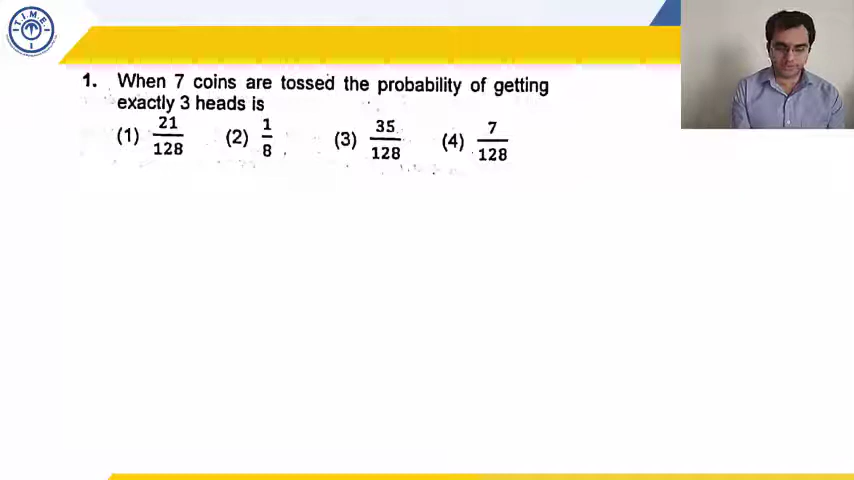 T.I.M.E.
1. When 7 coins are tossed the probability of getting
exactly 3 heads is
(1) 21/128 (2) 1/8 (3) 35/128 (4) 7/128